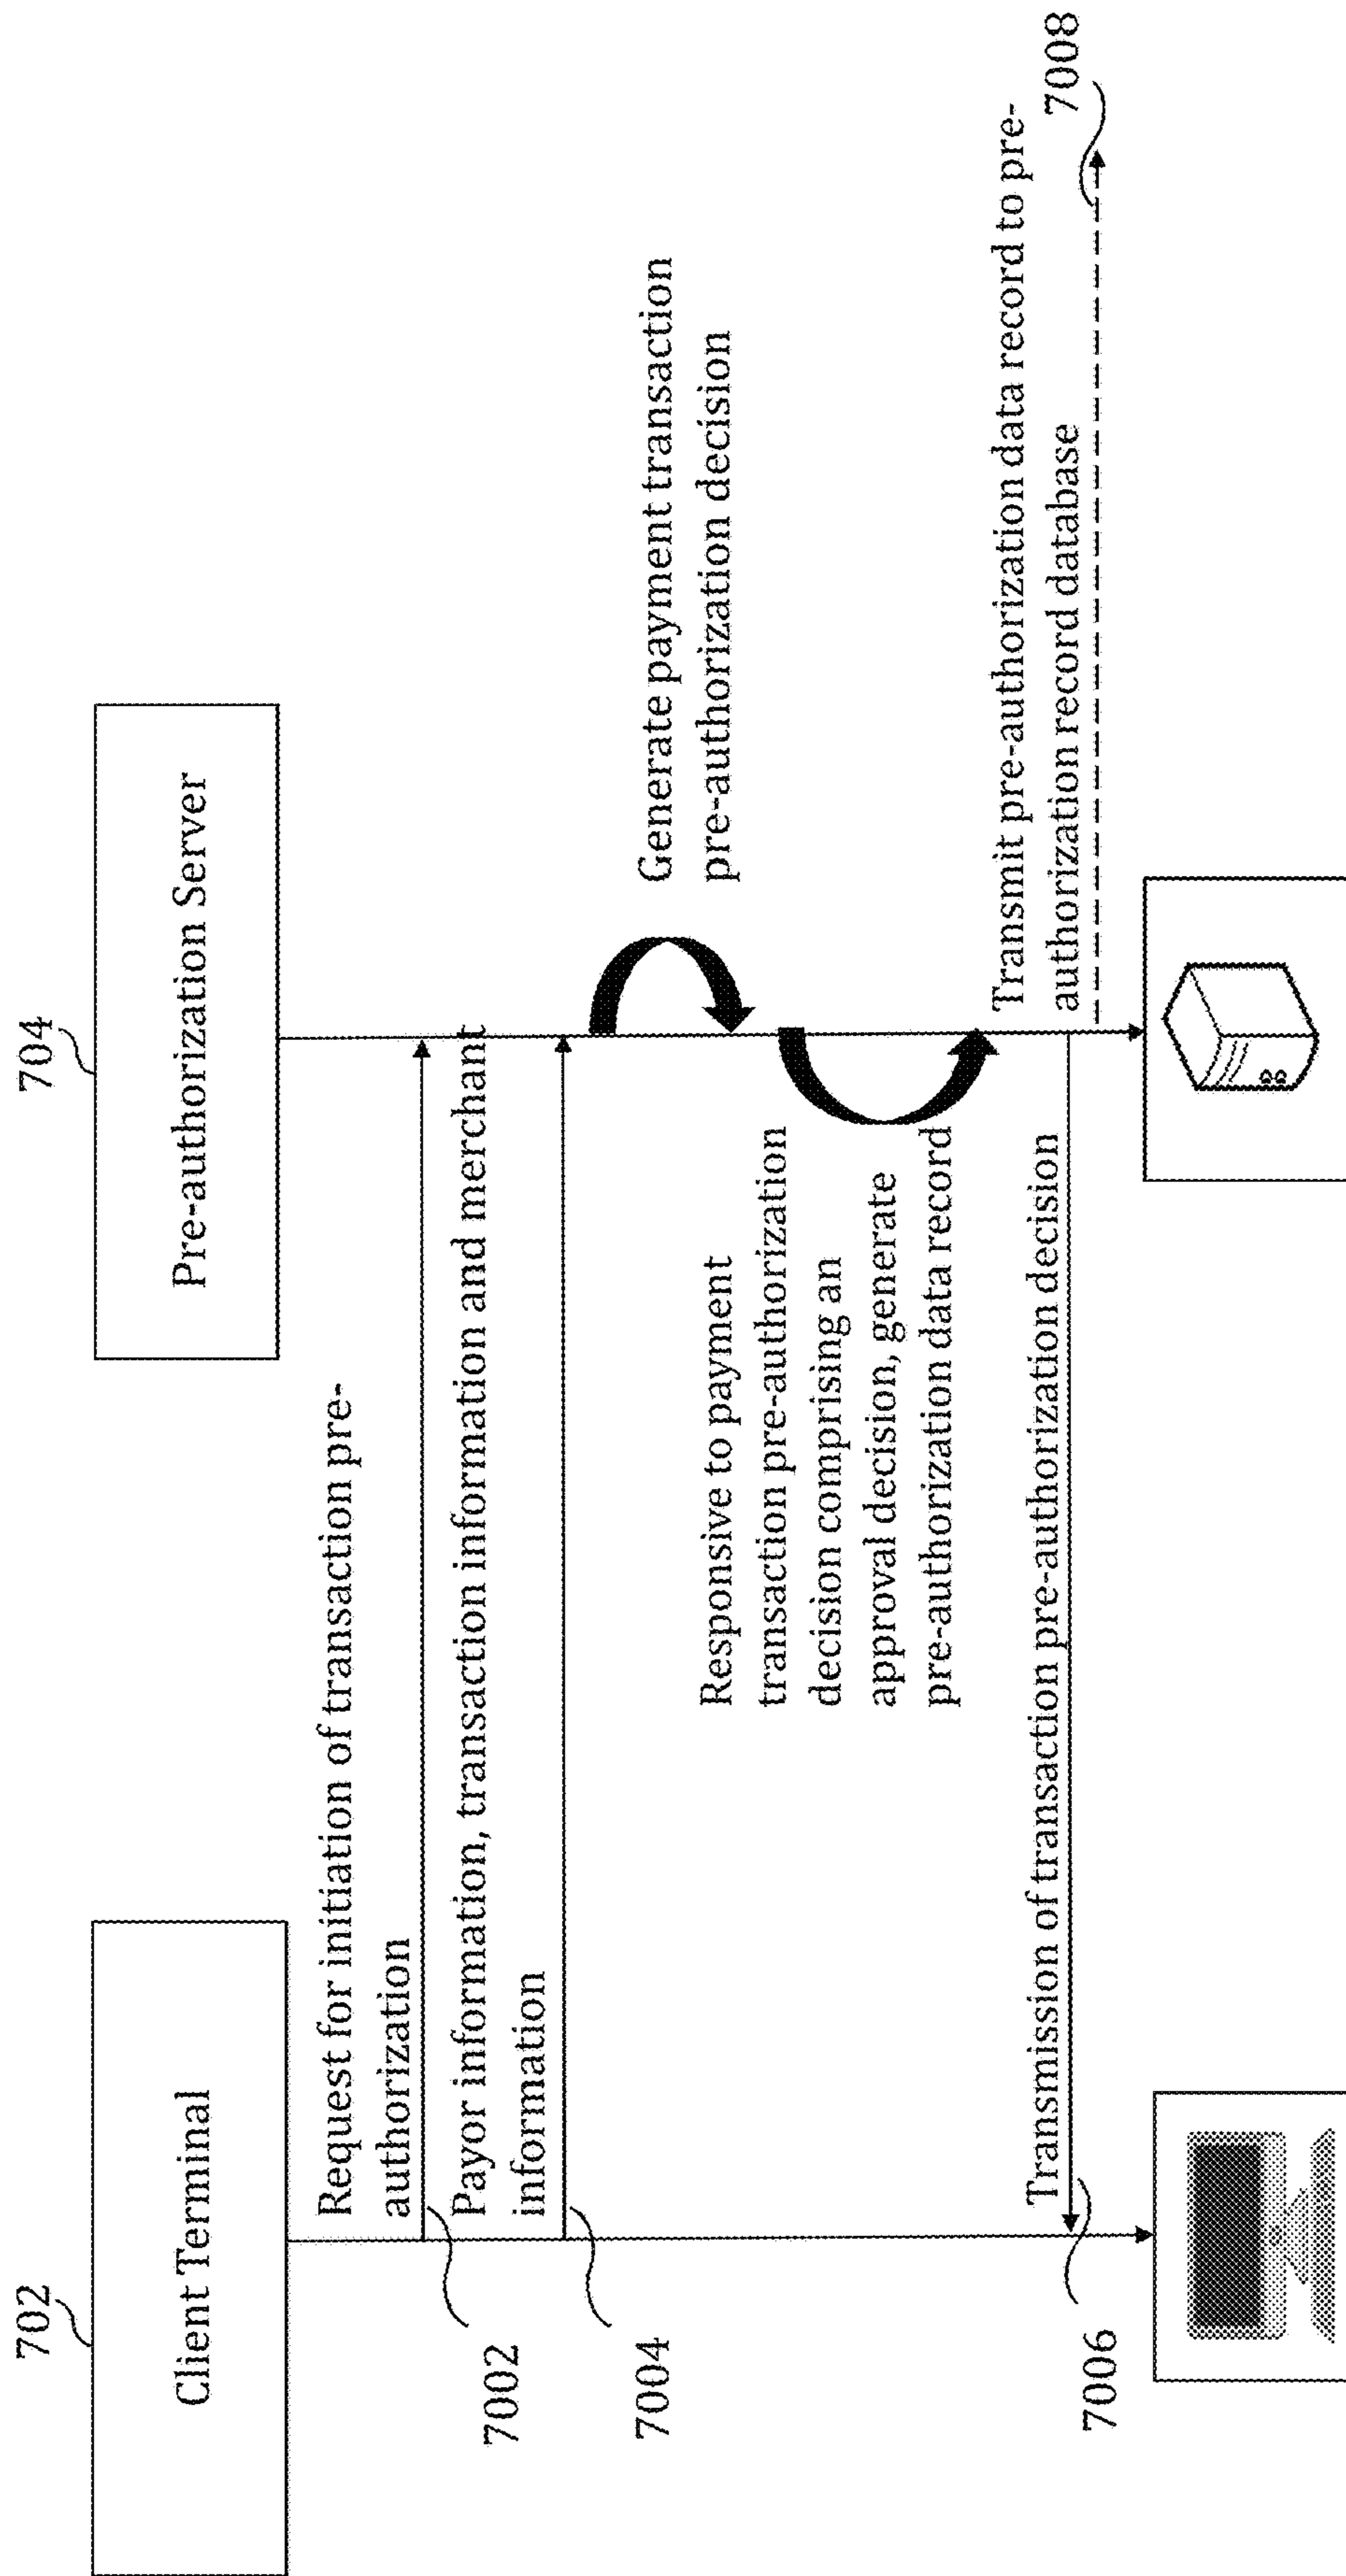 702
704
Client Terminal
Pre-authorization Server
Request for initiation of transaction pre-
authorization
7002
Payor information, transaction information and merchant
information
7004
Generate payment transaction
pre-authorization decision
Responsive to payment
transaction pre-authorization
decision comprising an
approval decision, generate
pre-authorization data record
Transmission of transaction pre-authorization decision
7006
Transmit pre-authorization data record to pre-
authorization record database
7008